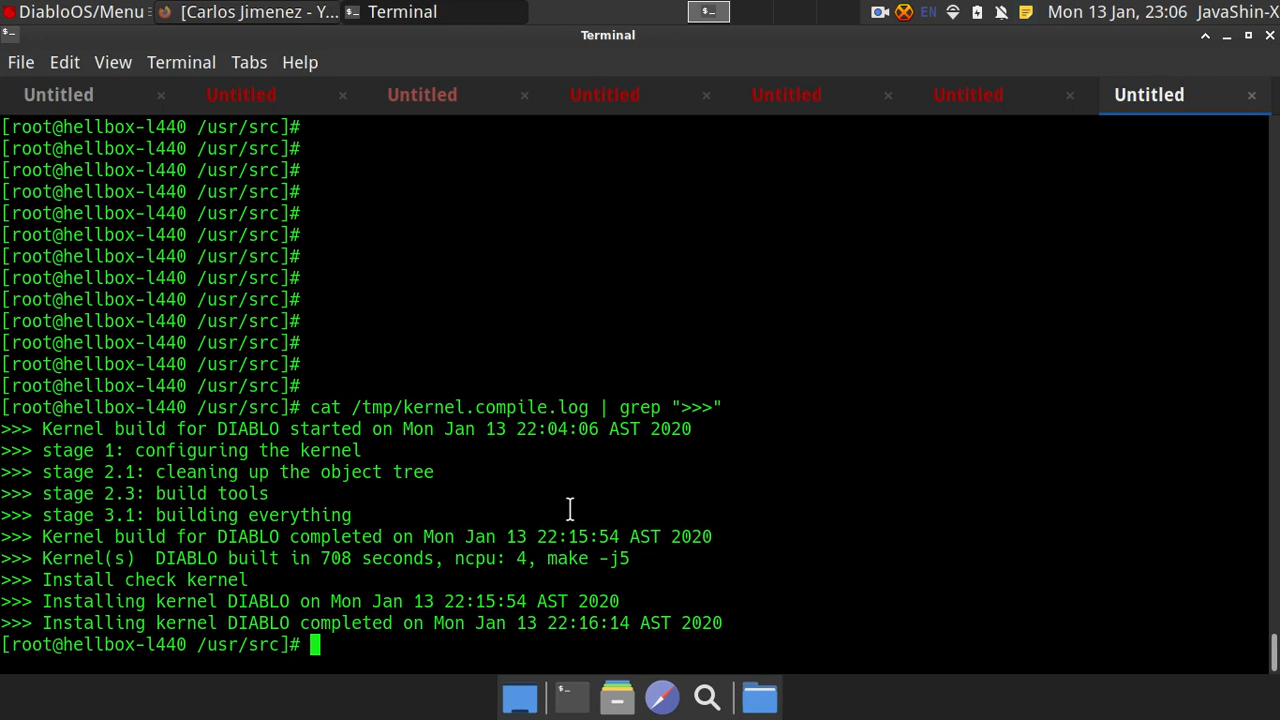 DiabloOS/Menu [Carlos Jimenez - Y... Terminal EN Mon 13 Jan, 23:06 JavaShin-X
Terminal
File Edit View Terminal Tabs Help
Untitled Untitled Untitled Untitled Untitled Untitled Untitled
[root@hellbox-l440 /usr/src]#
[root@hellbox-l440 /usr/src]#
[root@hellbox-l440 /usr/src]#
[root@hellbox-l440 /usr/src]#
[root@hellbox-l440 /usr/src]#
[root@hellbox-l440 /usr/src]#
[root@hellbox-l440 /usr/src]#
[root@hellbox-l440 /usr/src]#
[root@hellbox-l440 /usr/src]#
[root@hellbox-l440 /usr/src]#
[root@hellbox-l440 /usr/src]#
[root@hellbox-l440 /usr/src]#
[root@hellbox-l440 /usr/src]#
[root@hellbox-l440 /usr/src]# cat /tmp/kernel.compile.log | grep ">>>"
>>> Kernel build for DIABLO started on Mon Jan 13 22:04:06 AST 2020
>>> stage 1: configuring the kernel
>>> stage 2.1: cleaning up the object tree
>>> stage 2.3: build tools
>>> stage 3.1: building everything
>>> Kernel build for DIABLO completed on Mon Jan 13 22:15:54 AST 2020
>>> Kernel(s)  DIABLO built in 708 seconds, ncpu: 4, make -j5
>>> Install check kernel
>>> Installing kernel DIABLO on Mon Jan 13 22:15:54 AST 2020
>>> Installing kernel DIABLO completed on Mon Jan 13 22:16:14 AST 2020
[root@hellbox-l440 /usr/src]#